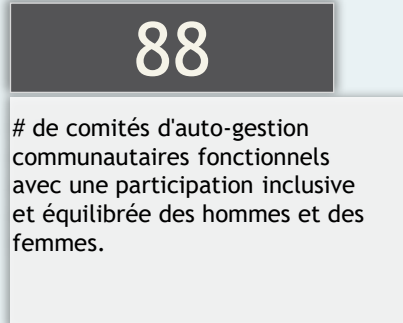 88
# de comités d'auto-gestion
communautaires fonctionnels
avec une participation inclusive
et équilibrée des hommes et des
femmes.